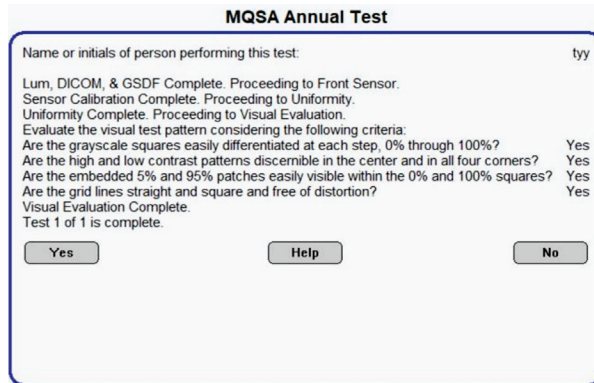 MQSA Annual Test
Name or initials of person performing this test: tyy
Lum, DICOM, & GSDF Complete. Proceeding to Front Sensor.
Sensor Calibration Complete. Proceeding to Uniformity.
Uniformity Complete. Proceeding to Visual Evaluation.
Evaluate the visual test pattern considering the following criteria:
Are the grayscale squares easily differentiated at each step, 0% through 100%? Yes
Are the high and low contrast patterns discernible in the center and in all four corners? Yes
Are the embedded 5% and 95% patches easily visible within the 0% and 100% squares? Yes
Are the grid lines straight and square and free of distortion? Yes
Visual Evaluation Complete.
Test 1 of 1 is complete.
Yes Help No